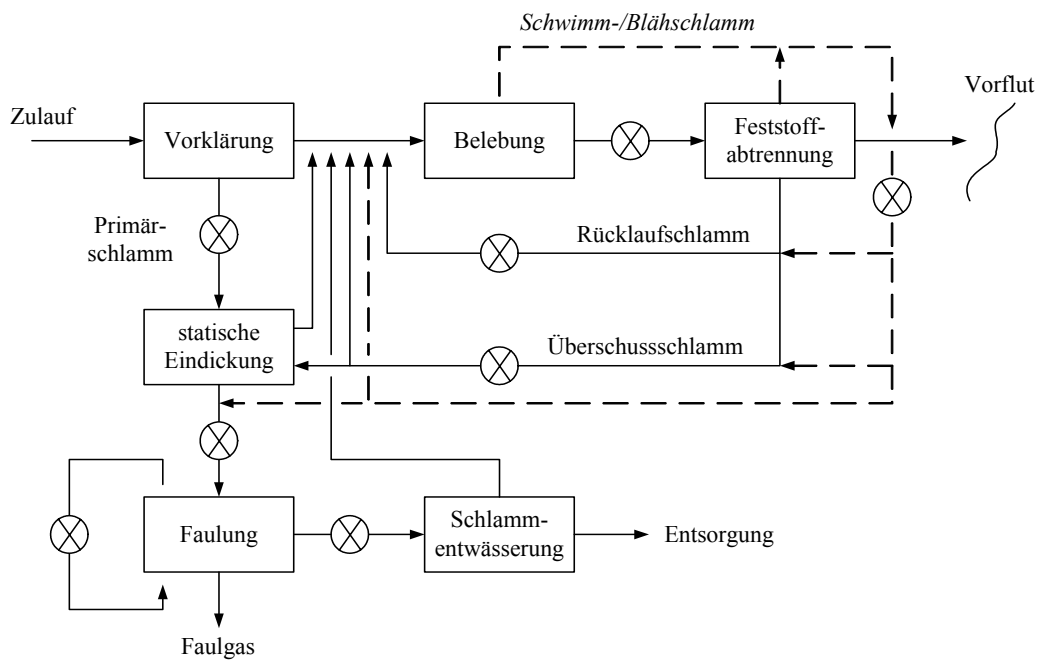 Schwimm-/Blähschlamm
Vorflut
Zulauf
Vorklärung
Belebung
Feststoff-
abtrennung
Primär-
schlamm
Rücklaufschlamm
statische
Eindickung
Überschussschlamm
Faulung
Schlamm-
entwässerung
Entsorgung
Faulgas